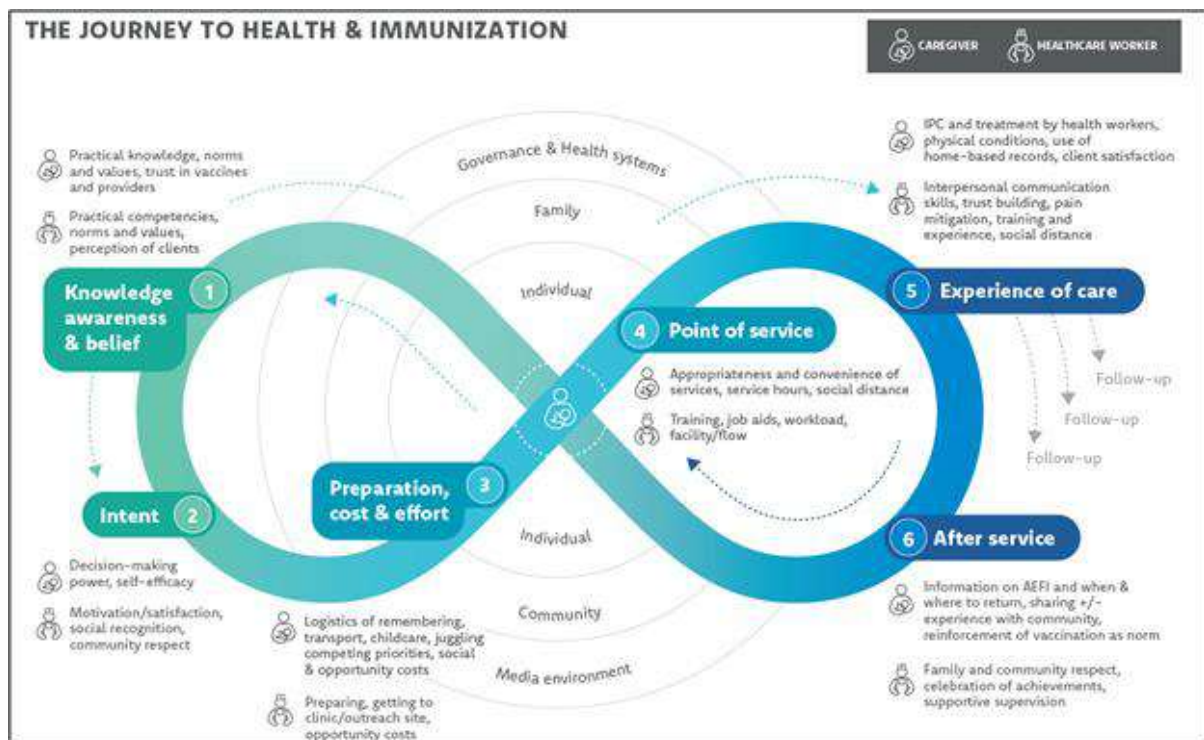 THE JOURNEY TO HEALTH & IMMUNIZATION
CAREGIVER
HEALTHCARE WORKER
Practical knowledge, norms
and values, trust in vaccines
and providers
Practical competencies,
norms and values,
perception of clients
Knowledge
awareness
& belief
1
Intent
2
Decision-making
power, self-efficacy
Motivation/satisfaction,
social recognition,
community respect
Preparation,
cost & effort
3
Logistics of remembering,
transport, childcare, juggling
competing priorities, social
& opportunity costs
Preparing, getting to
clinic/outreach site,
opportunity costs
Governance & Health systems
Family
Individual
Individual
Community
Media environment
4
Point of service
Appropriateness and convenience of
services, service hours, social distance
Training, job aids, workload,
facility/flow
IPC and treatment by health workers,
physical conditions, use of
home-based records, client satisfaction
Interpersonal communication
skills, trust building, pain
mitigation, training and
experience, social distance
5
Experience of care
Follow-up
Follow-up
Follow-up
6
After service
Information on AEFI and when &
where to return, sharing +/-
experience with community,
reinforcement of vaccination as norm
Family and community respect,
celebration of achievements,
supportive supervision